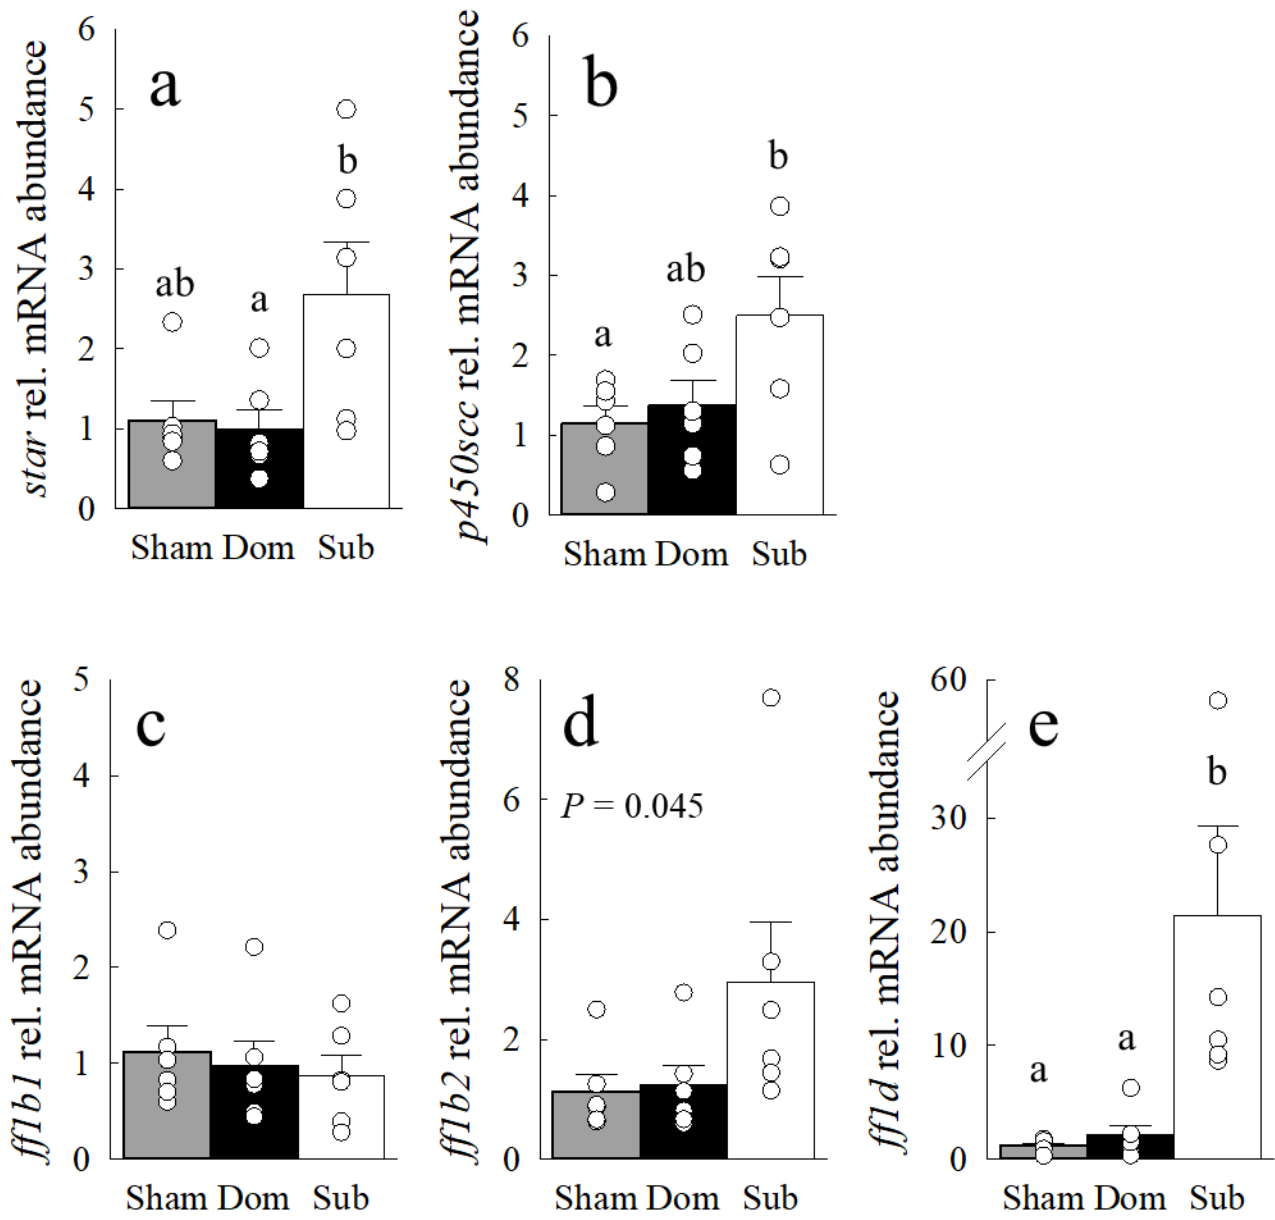 a
star rel. mRNA abundance
6
5
4
3
2
1
0
ab
a
b
Sham Dom Sub
b
p450scc rel. mRNA abundance
6
5
4
3
2
1
0
a
ab
b
Sham Dom Sub
c
ff1b1 rel. mRNA abundance
5
4
3
2
1
0
Sham Dom Sub
d
ff1b2 rel. mRNA abundance
8
6
4
2
0
P = 0.045
Sham Dom Sub
e
ff1d rel. mRNA abundance
60
30
20
10
0
a
a
b
Sham Dom Sub